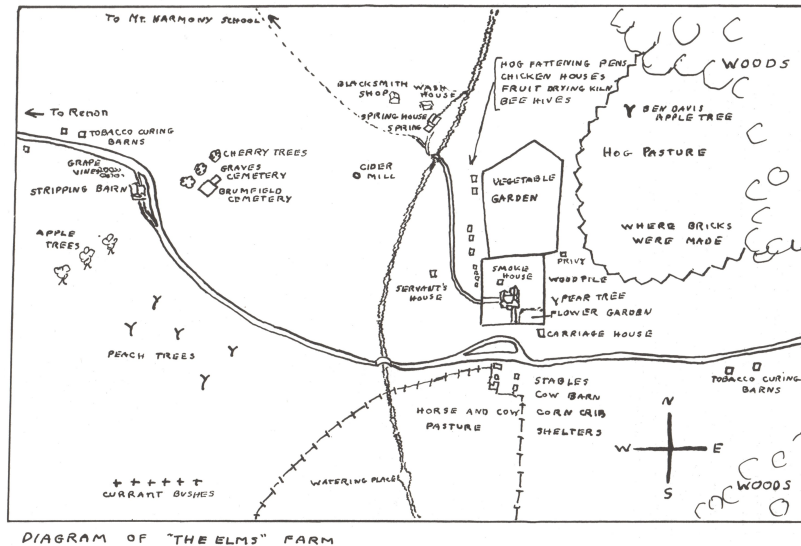 TO MT. HARMONY SCHOOL
WOODS
HOG FATTENING PENS
CHICKEN HOUSES
FRUIT DRYING KILN
BEE HIVES
BLACKSMITH
SHOP
WASH
HOUSE
SPRING HOUSE
SPRING
BEN DAVIS
APPLE TREE
HOG PASTURE
To RENON
TOBACCO CURING
BARNS
CHERRY TREES
GRAPE
VINES
GRAVES
CEMETERY
CIDER
MILL
VEGETABLE
GARDEN
STRIPPING BARN
BRUMFIELD
CEMETERY
WHERE BRICKS
WERE MADE
APPLE
TREES
SMOKE
HOUSE
PRIVY
WOODPILE
SERVANT'S
HOUSE
PEAR TREE
FLOWER GARDEN
CARRIAGE HOUSE
PEACH TREES
STABLES
COW BARN
CORN CRIB
SHELTERS
TOBACCO CURING
BARNS
HORSE AND COW
PASTURE
N
W
E
S
WATERING PLACE
WOODS
CURRANT BUSHES
DIAGRAM OF "THE ELMS" FARM